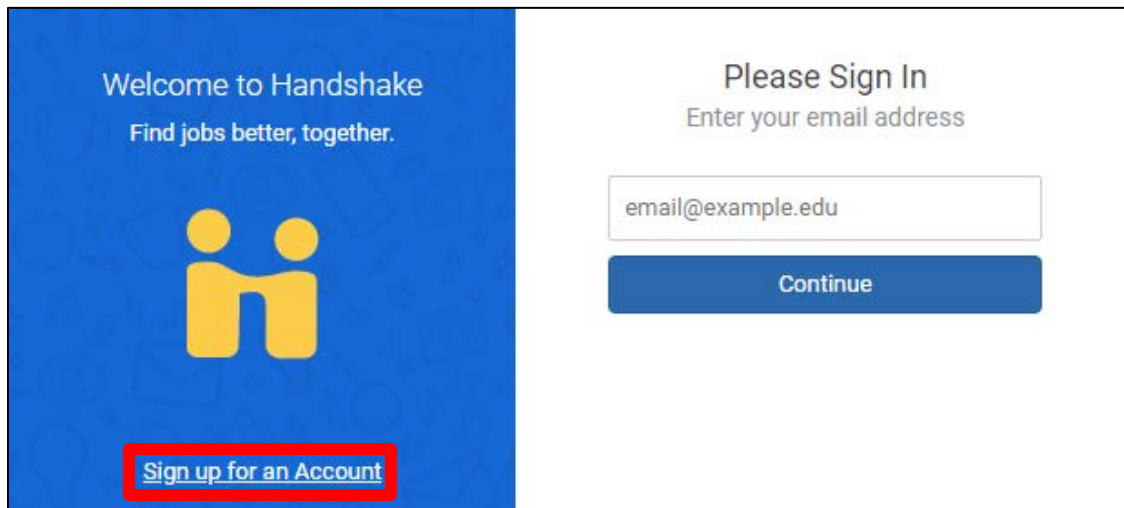 Welcome to Handshake
Find jobs better, together.
Sign up for an Account
Please Sign In
Enter your email address
email@example.edu
Continue